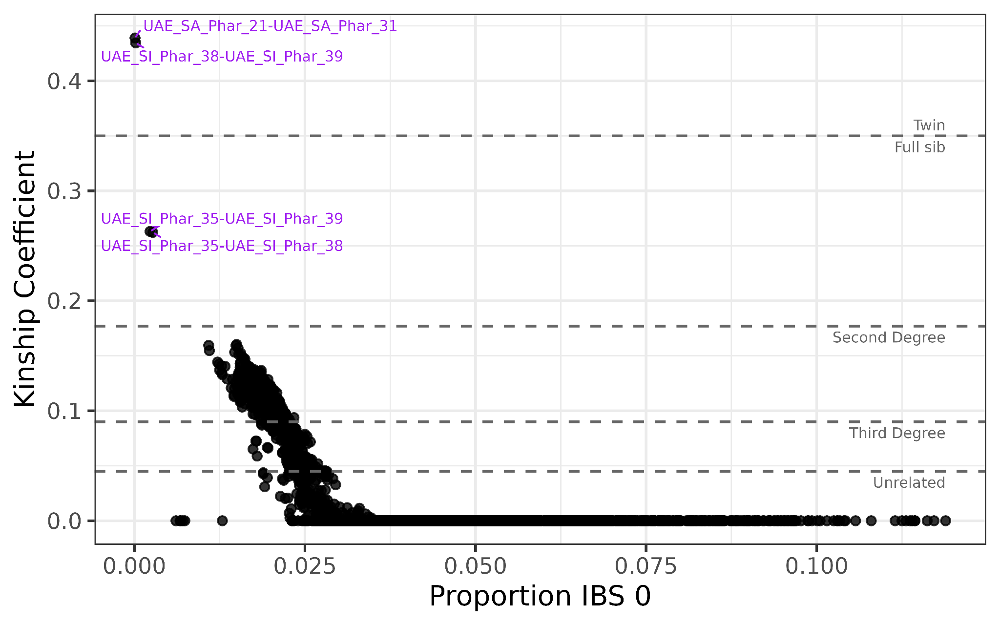 UAE_SA_Phar_21-UAE_SA_Phar_31
UAE_SI_Phar_38-UAE_SI_Phar_39
0.4
Twin
Full sib
0.3
UAE_SI_Phar_35-UAE_SI_Phar_39
UAE_SI_Phar_35-UAE_SI_Phar_38
Kinship Coefficient
0.2
Second Degree
0.1
Third Degree
Unrelated
0.0
0.000 0.025 0.050 0.075 0.100
Proportion IBS 0